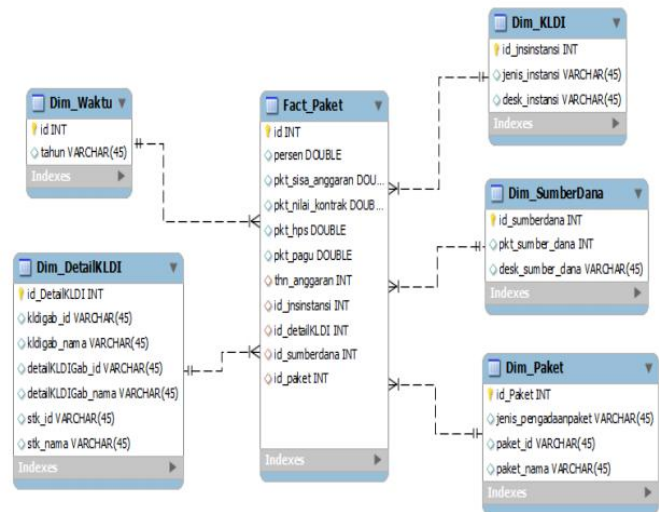 Dim_KLDI
id_jnsinstansi INT
jenis_instansi VARCHAR(45)
desk_instansi VARCHAR(45)
Indexes
Dim_Waktu
id INT
tahun VARCHAR(45)
Indexes
Fact_Paket
id INT
persen DOUBLE
pkt_sisa_anggaran DOU...
pkt_nilai_kontrak DOUB...
pkt_hps DOUBLE
pkt_pagu DOUBLE
thn_anggaran INT
id_jnsinstansi INT
id_detailKLDI INT
id_sumberdana INT
id_paket INT
Indexes
Dim_SumberDana
id_sumberdana INT
pkt_sumber_dana INT
desk_sumber_dana VARCHAR(45)
Indexes
Dim_DetailKLDI
id_DetailKLDI INT
kldigab_id VARCHAR(45)
kldigab_nama VARCHAR(45)
detailKLDIGab_id VARCHAR(45)
detailKLDIGab_nama VARCHAR(45)
stk_id VARCHAR(45)
stk_nama VARCHAR(45)
Indexes
Dim_Paket
id_Paket INT
jenis_pengadaanpaket VARCHAR(45)
paket_id VARCHAR(45)
paket_nama VARCHAR(45)
Indexes